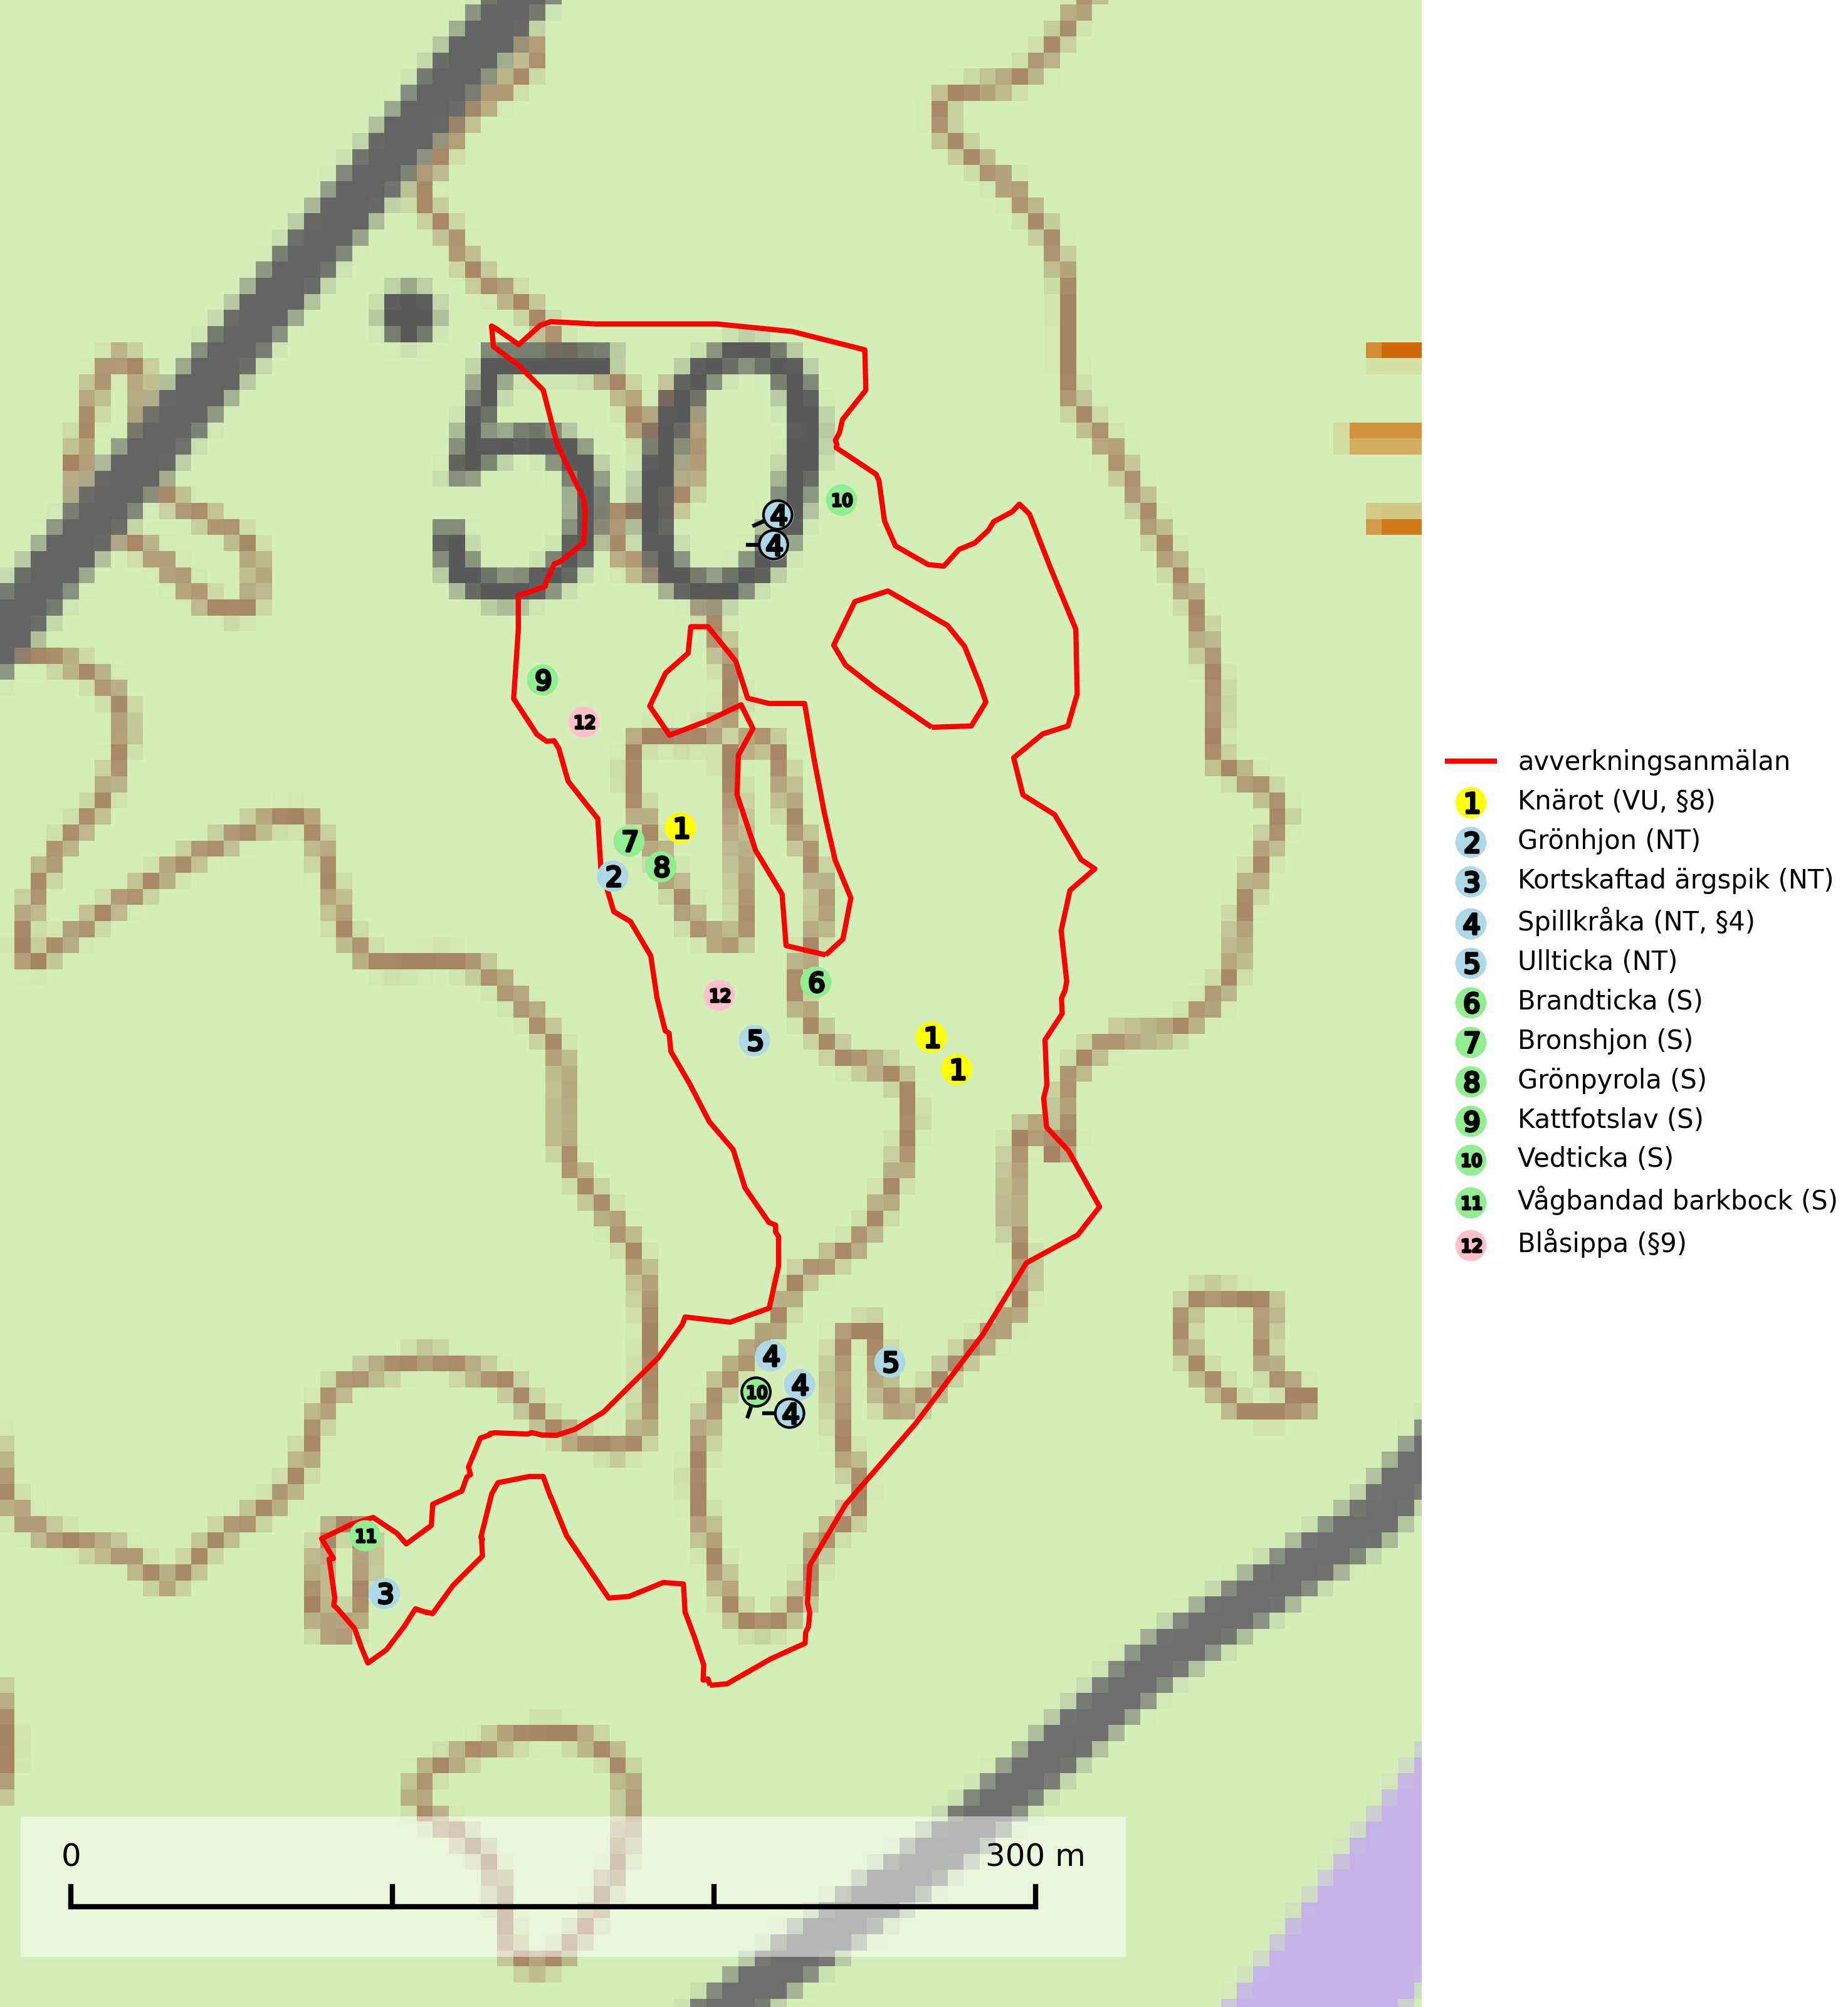 50
10
4
4
9
12
1
7
8
2
6
12
5
1
1
4
5
4
10
4
11
3
avverkningsanmälan
1 Knärot (VU, §8)
2 Grönhjon (NT)
3 Kortskaftad ärgspik (NT)
4 Spillkråka (NT, §4)
5 Ullticka (NT)
6 Brandticka (S)
7 Bronshjon (S)
8 Grönpyrola (S)
9 Kattfotslav (S)
10 Vedticka (S)
11 Vågbandad barkbock (S)
12 Blåsippa (§9)
0 300 m